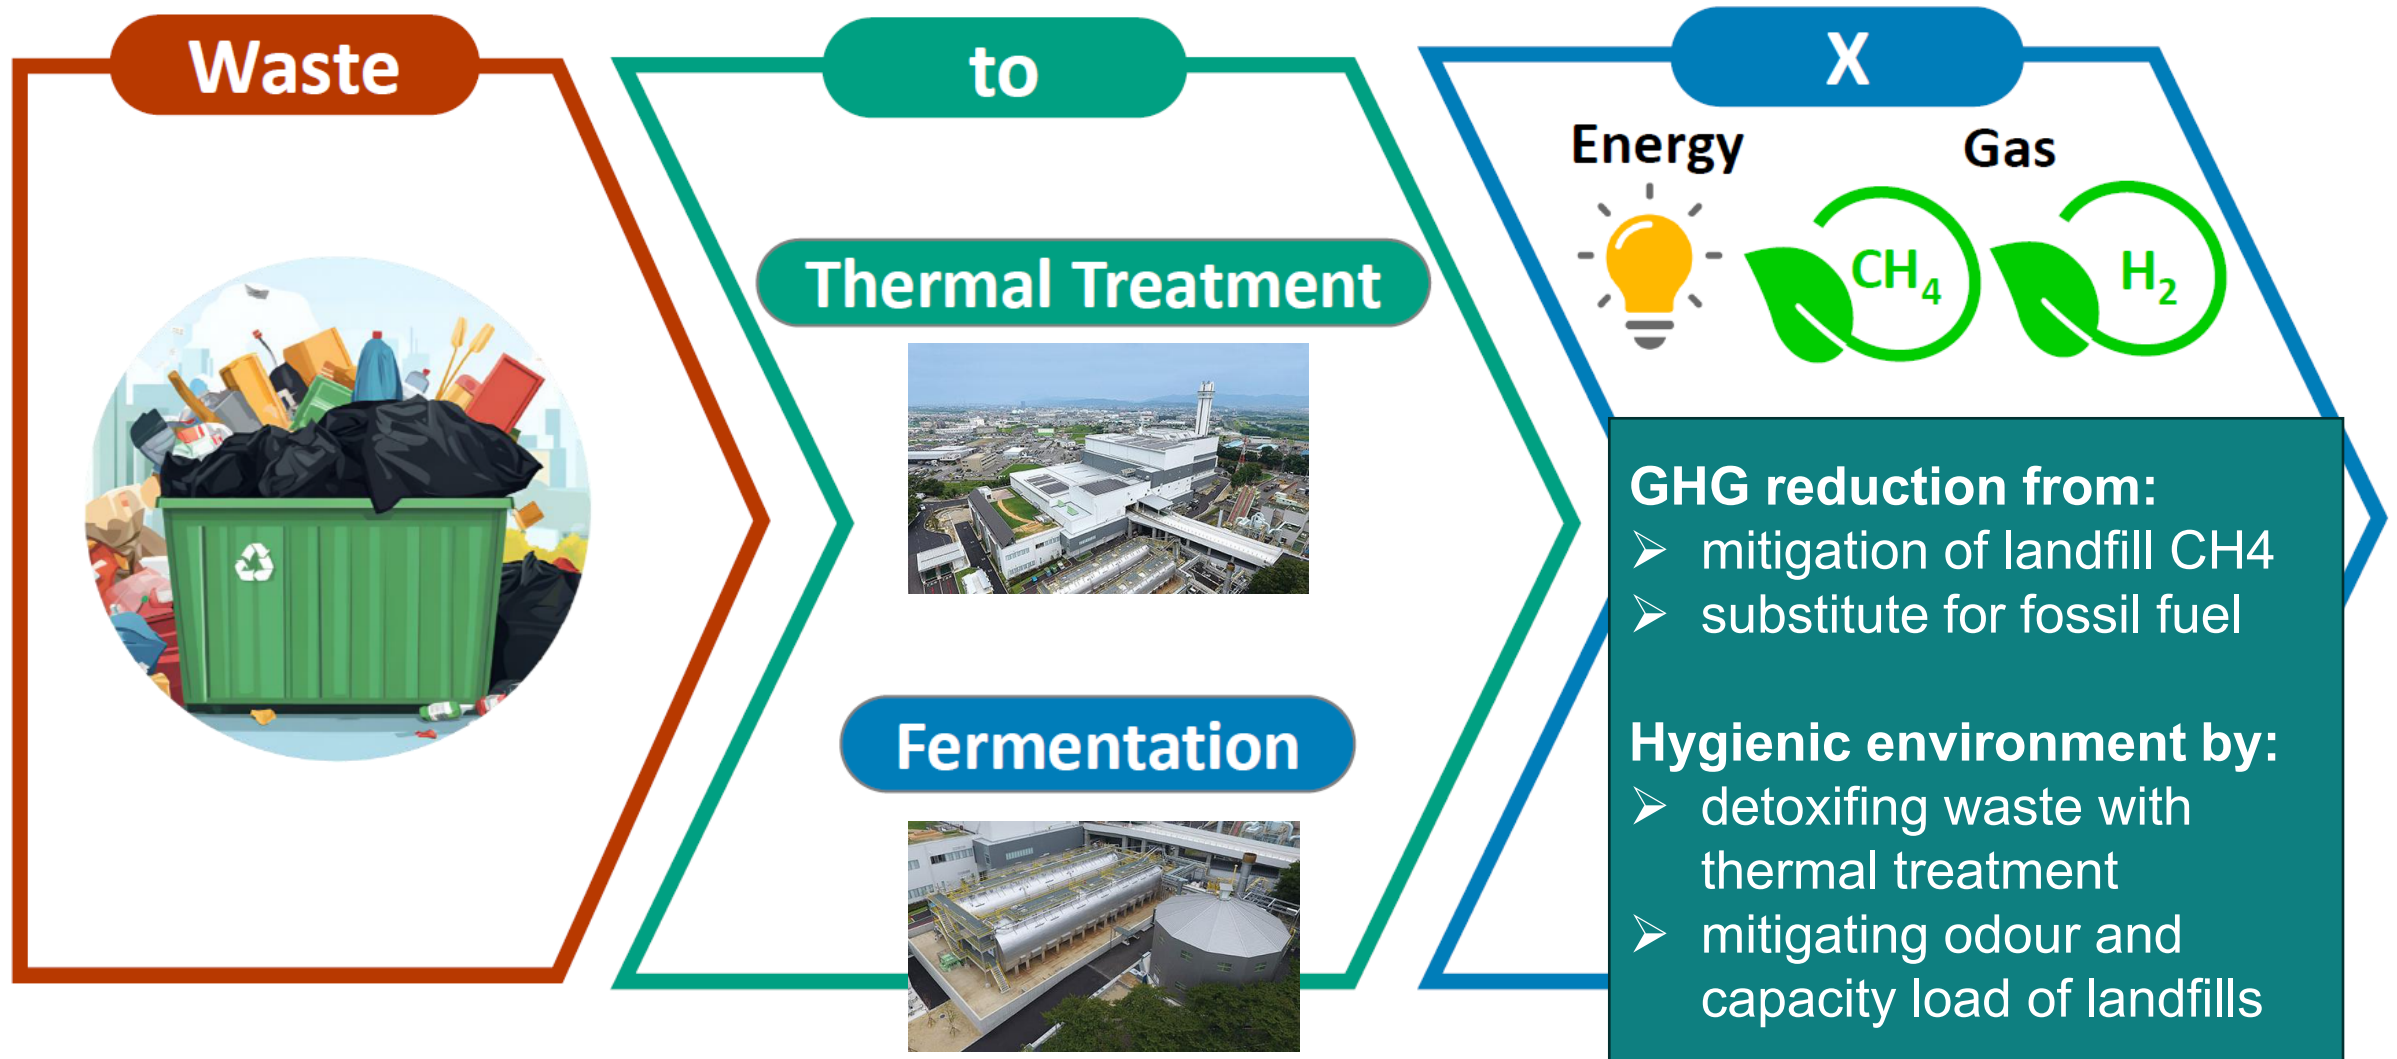 Waste
to
Thermal Treatment
Fermentation
X
Energy
Gas
CH₄
H₂
GHG reduction from:
➢ mitigation of landfill CH4
➢ substitute for fossil fuel
Hygienic environment by:
➢ detoxifing waste with
thermal treatment
➢ mitigating odour and
capacity load of landfills